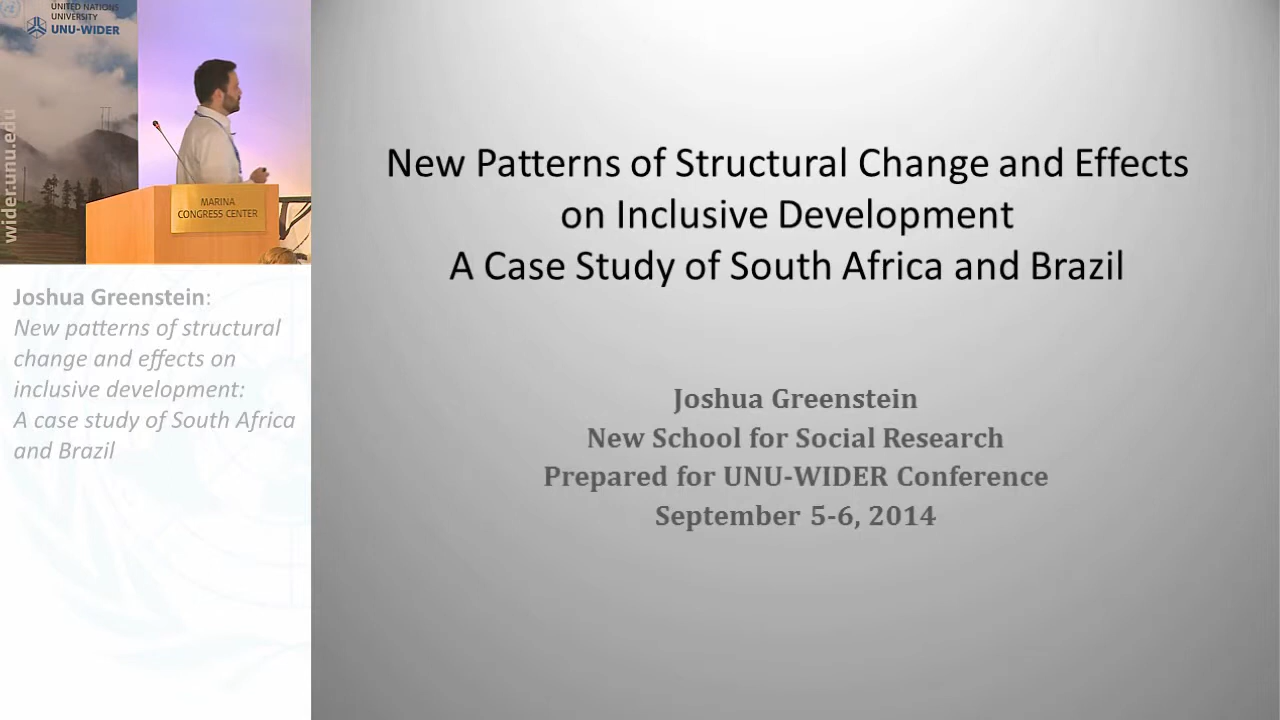 UNITED NATIONS
UNIVERSITY
UNU-WIDER
wider.unu.edu
MARINA
CONGRESS CENTER
Joshua Greenstein:
New patterns of structural
change and effects on
inclusive development:
A case study of South Africa
and Brazil
New Patterns of Structural Change and Effects
on Inclusive Development
A Case Study of South Africa and Brazil
Joshua Greenstein
New School for Social Research
Prepared for UNU-WIDER Conference
September 5-6, 2014